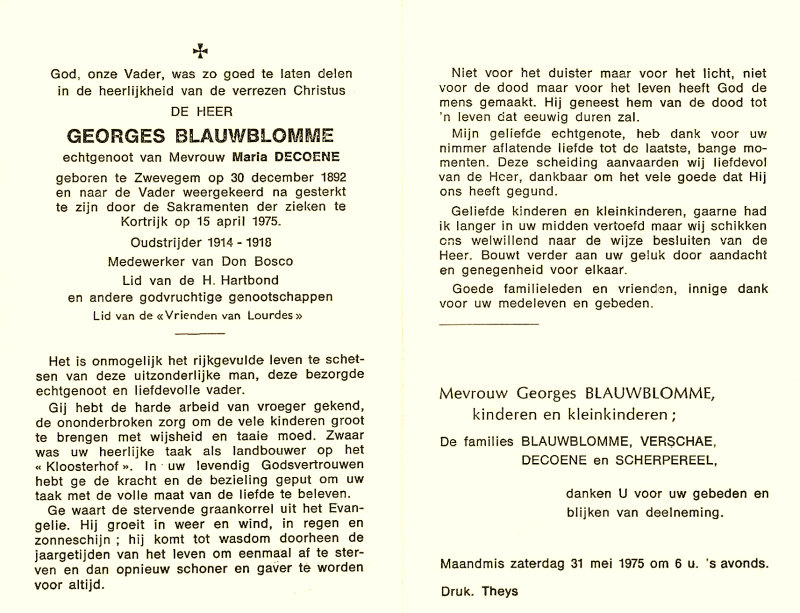 God, onze Vader, was zo goed te laten delen
in de heerlijkheid van de verrezen Christus
DE HEER
GEORGES BLAUWBLOMME
echtgenoot van Mevrouw Maria DECOENE
geboren te Zwevegem op 30 december 1892
en naar de Vader weergekeerd na gesterkt
te zijn door de Sakramenten der zieken te
Kortrijk op 15 april 1975.
Oudstrijder 1914 - 1918
Medewerker van Don Bosco
Lid van de H. Hartbond
en andere godvruchtige genootschappen
Lid van de «Vrienden van Lourdes»
Het is onmogelijk het rijkgevulde leven te schet-
sen van deze uitzonderlijke man, deze bezorgde
echtgenoot en liefdevolle vader.
Gij hebt de harde arbeid van vroeger gekend,
de ononderbroken zorg om de vele kinderen groot
te brengen met wijsheid en taaie moed. Zwaar
was uw heerlijke taak als landbouwer op het
« Kloosterhof ». In uw levendig Godsvertrouwen
hebt ge de kracht en de bezieling geput om uw
taak met de volle maat van de liefde te beleven.
Ge waart de stervende graankorrel uit het Evan-
gelie. Hij groeit in weer en wind, in regen en
zonneschijn ; hij komt tot wasdom doorheen de
jaargetijden van het leven om eenmaal af te ster-
ven en dan opnieuw schoner en gaver te worden
voor altijd.
Niet voor het duister maar voor het licht, niet
voor de dood maar voor het leven heeft God de
mens gemaakt. Hij geneest hem van de dood tot
'n leven dat eeuwig duren zal.
Mijn geliefde echtgenote, heb dank voor uw
nimmer aflatende liefde tot de laatste, bange mo-
menten. Deze scheiding aanvaarden wij liefdevol
van de Heer, dankbaar om het vele goede dat Hij
ons heeft gegund.
Geliefde kinderen en kleinkinderen, gaarne had
ik langer in uw midden vertoefd maar wij schikken
ons welwillend naar de wijze besluiten van de
Heer. Bouwt verder aan uw geluk door aandacht
en genegenheid voor elkaar.
Goede familieleden en vrienden, innige dank
voor uw medeleven en gebeden.
Mevrouw Georges BLAUWBLOMME,
kinderen en kleinkinderen ;
De families BLAUWBLOMME, VERSCHAE,
DECOENE en SCHERPEREEL,
danken U voor uw gebeden en
blijken van deelneming.
Maandmis zaterdag 31 mei 1975 om 6 u. 's avonds.
Druk. Theys